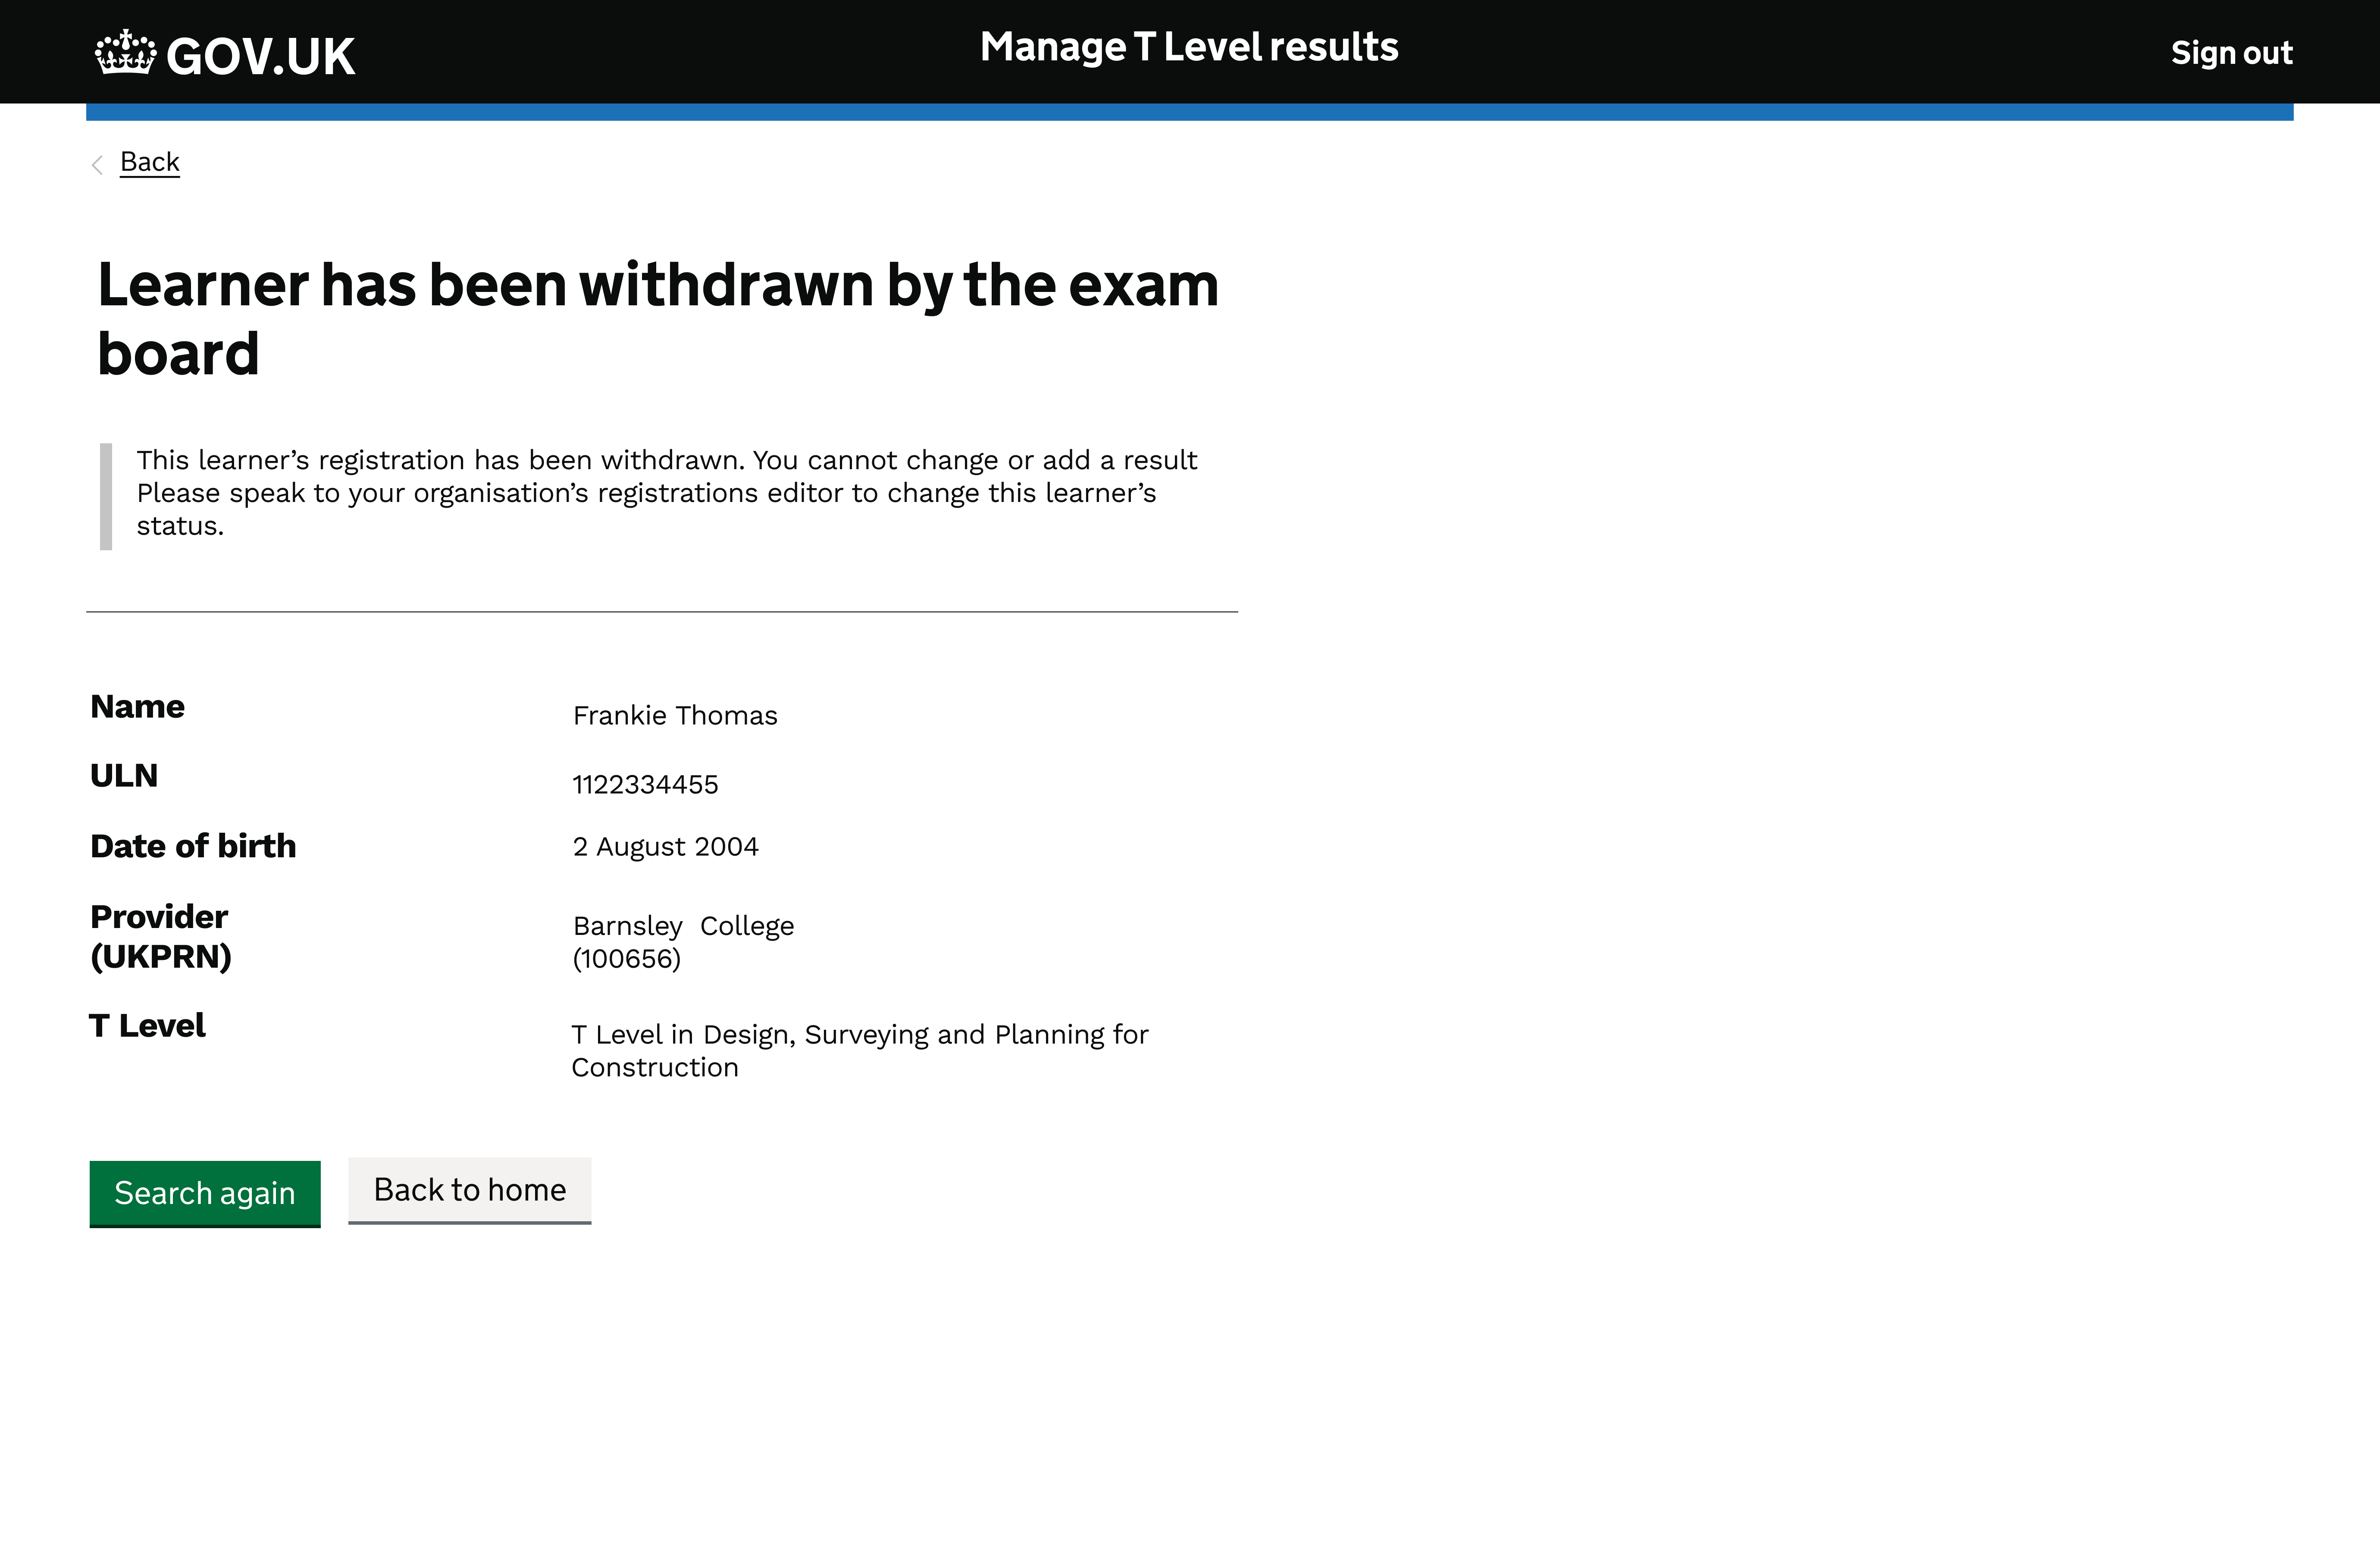 GOV.UK
Manage T Level results
Sign out
Back
Learner has been withdrawn by the exam
board
This learner’s registration has been withdrawn. You cannot change or add a result
Please speak to your organisation’s registrations editor to change this learner’s
status.
Name
Frankie Thomas
ULN
1122334455
Date of birth
2 August 2004
Provider
(UKPRN)
Barnsley  College
(100656)
T Level
T Level in Design, Surveying and Planning for
Construction
Search again
Back to home